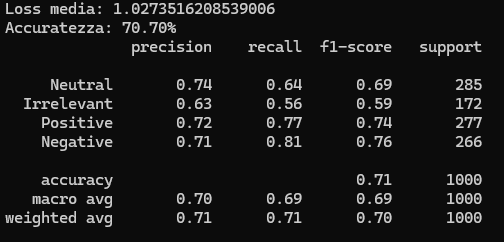 Loss media: 1.0273516208539006
Accuratezza: 70.70%
precision recall f1-score support
Neutral 0.74 0.64 0.69 285
Irrelevant 0.63 0.56 0.59 172
Positive 0.72 0.77 0.74 277
Negative 0.71 0.81 0.76 266
accuracy 0.71 1000
macro avg 0.70 0.69 0.69 1000
weighted avg 0.71 0.71 0.70 1000